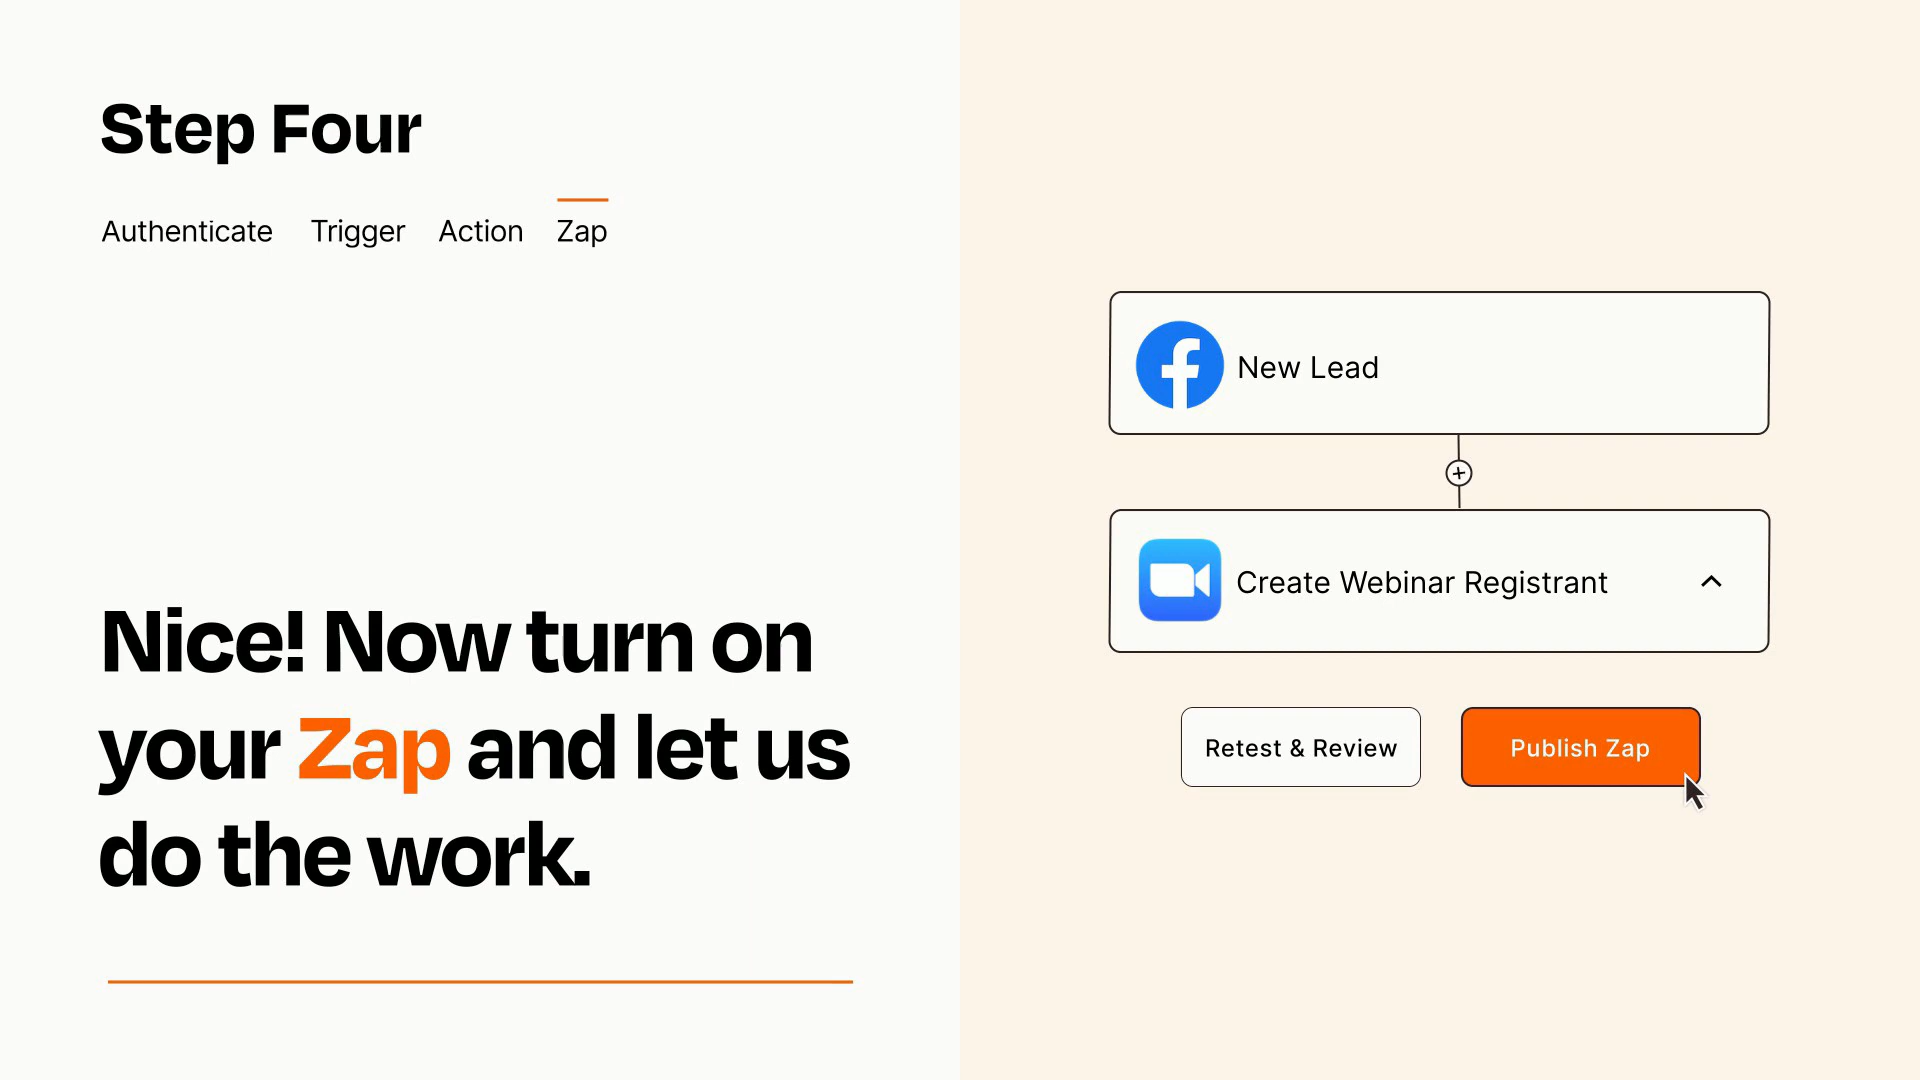 Step Four
Authenticate Trigger Action Zap
Nice! Now turn on
your Zap and let us
do the work.
New Lead
Create Webinar Registrant
Retest & Review
Publish Zap